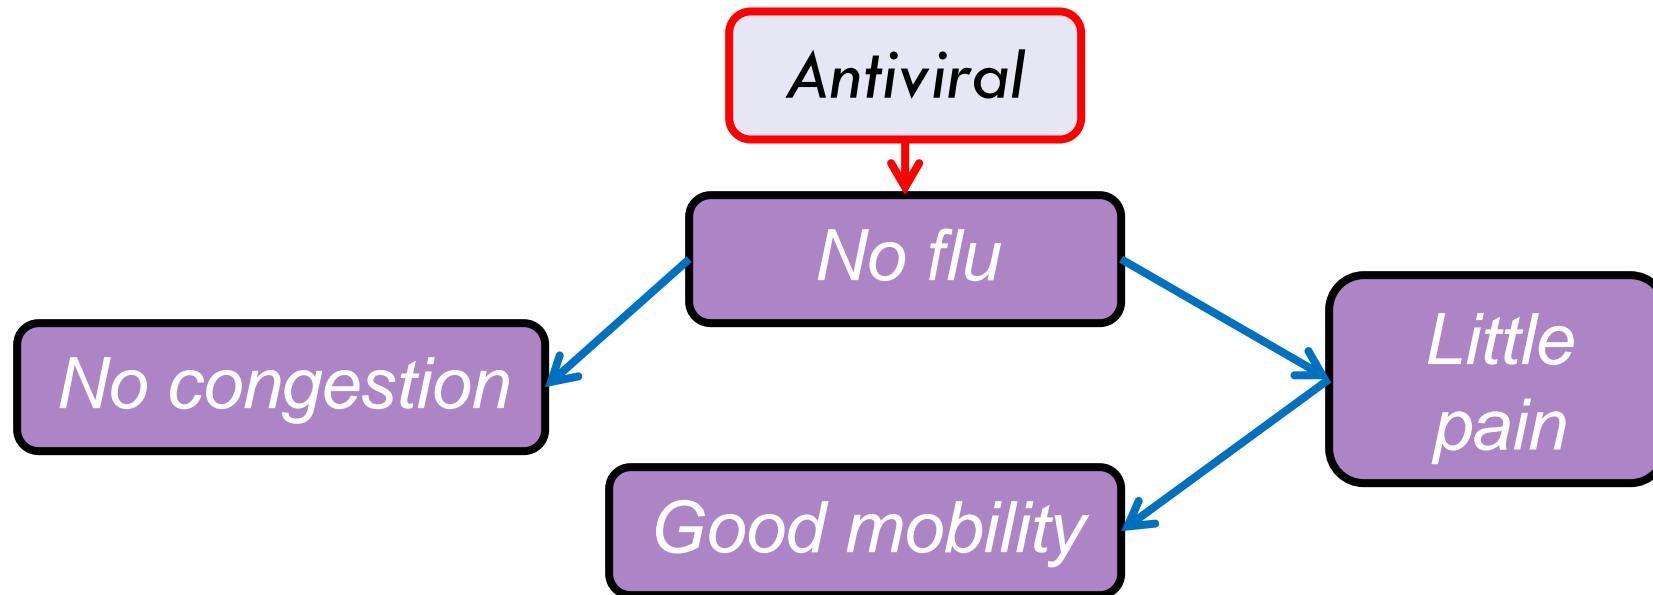 Antiviral
No flu
No congestion
Little
pain
Good mobility